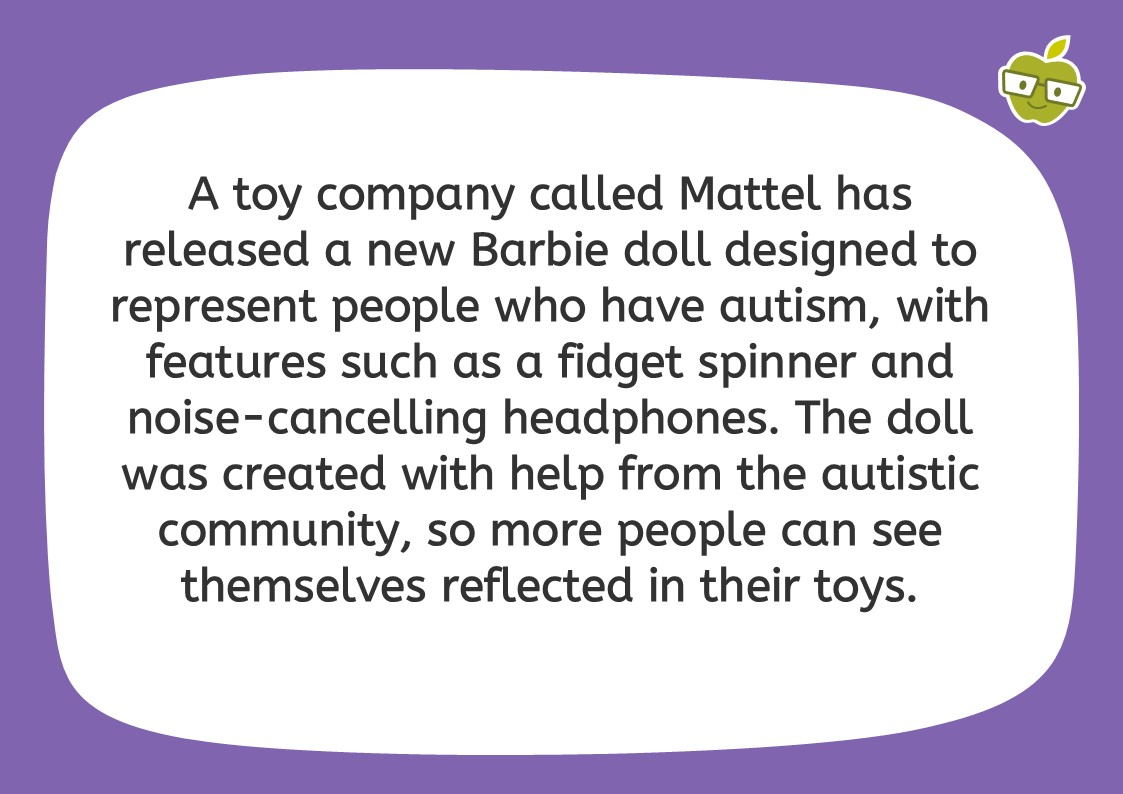 A toy company called Mattel has
released a new Barbie doll designed to
represent people who have autism, with
features such as a fidget spinner and
noise-cancelling headphones. The doll
was created with help from the autistic
community, so more people can see
themselves reflected in their toys.